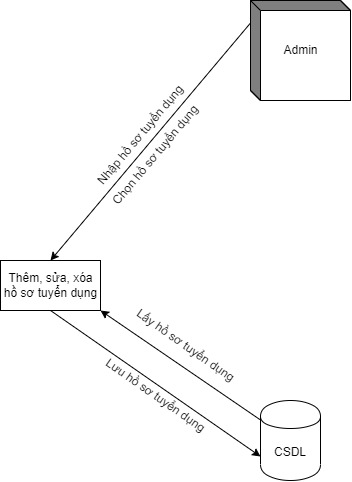 Admin
Nhập hồ sơ tuyển dụng
Chọn hồ sơ tuyển dụng
Thêm, sửa, xóa
hồ sơ tuyển dụng
Lấy hồ sơ tuyển dụng
Lưu hồ sơ tuyển dụng
CSDL